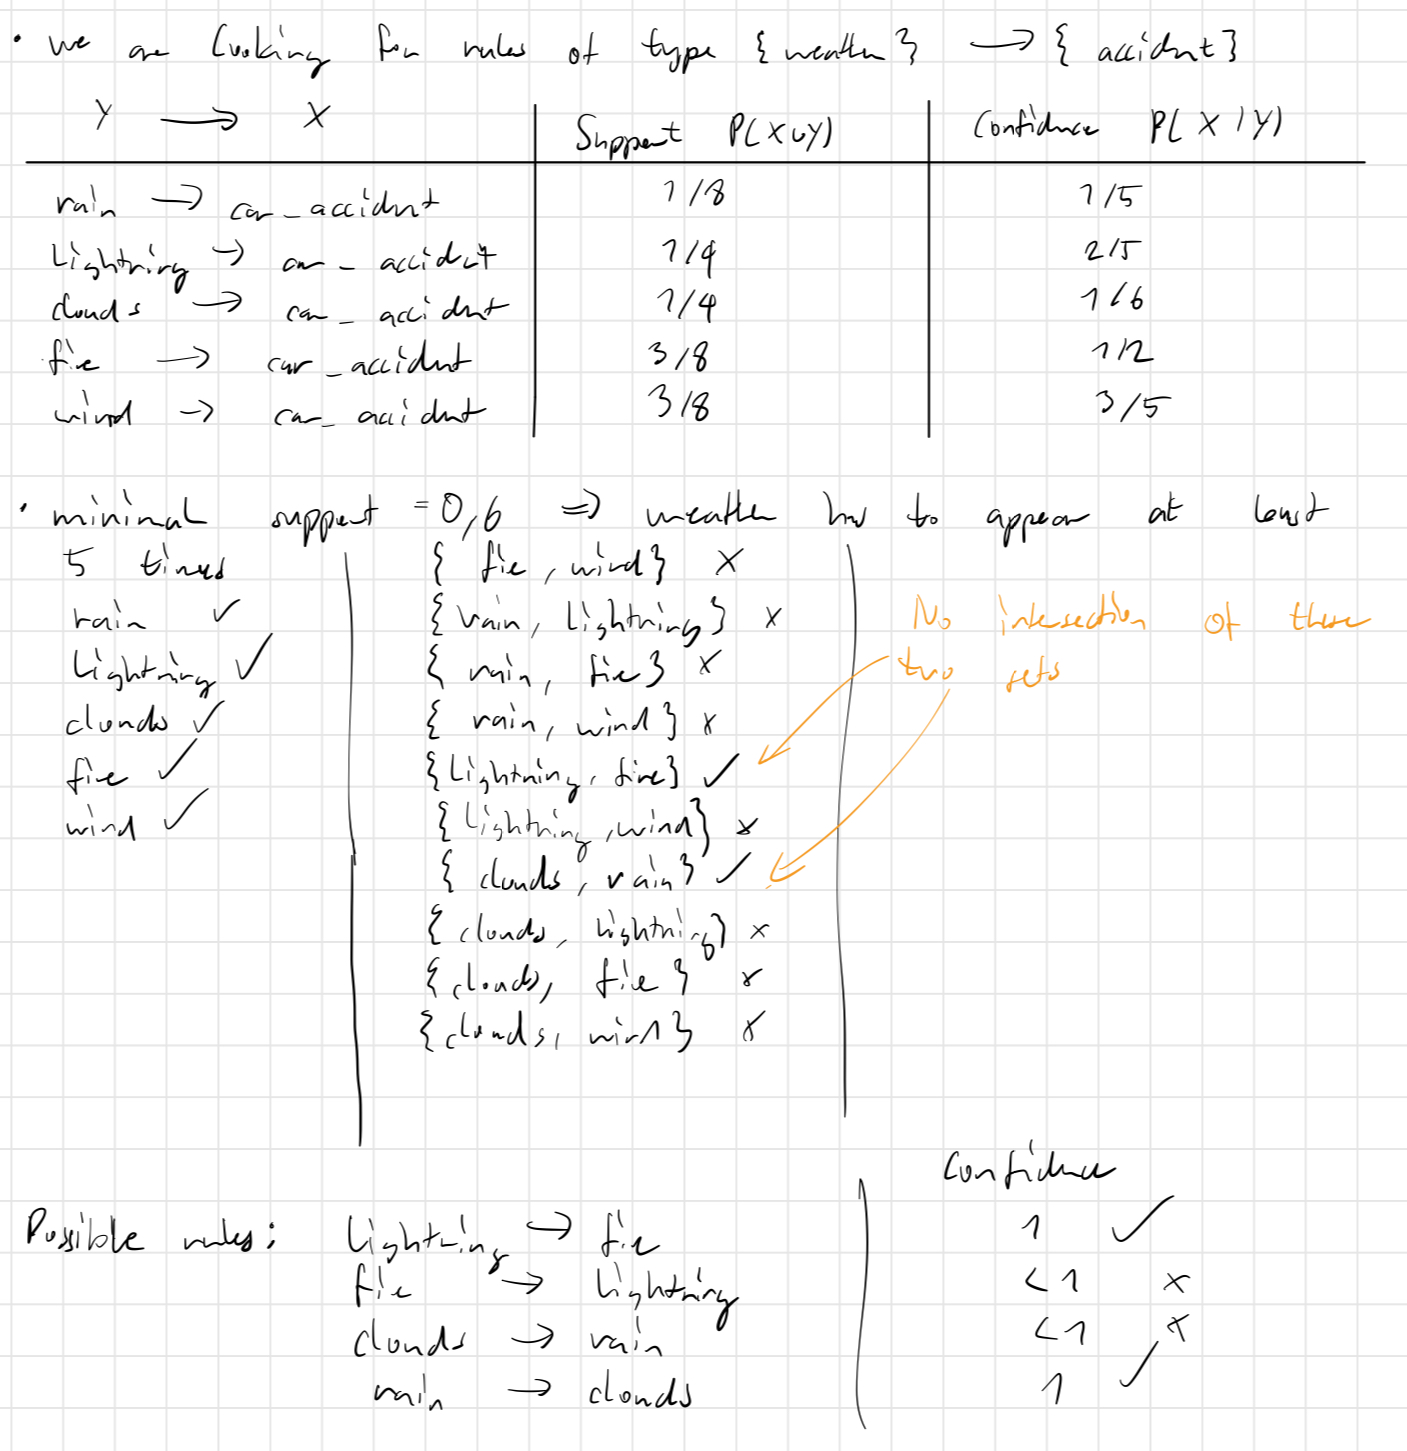 • we are looking for rules of type { weather } → { accident }
Y → X | Support P(X∪Y) | Confidence P(X|Y)
rain → car_accident | 1/8 | 1/5
Lightning → car_accident | 1/4 | 2/5
clouds → car_accident | 1/4 | 1/6
fire → car_accident | 3/8 | 1/2
wind → car_accident | 3/8 | 3/5
• minimal support = 0,6 ⇒ weather has to appear at least
5 times
rain ✓
Lightning ✓
clouds ✓
fire ✓
wind ✓
{ fire, wind } x
{ rain, Lightning } x
{ rain, fire } x
{ rain, wind } x
{ Lightning, fire } ✓
{ Lightning, wind } x
{ clouds, rain } ✓
{ clouds, Lightning } x
{ clouds, fire } x
{ clouds, wind } x
No intersection of these
two sets
Confidence
Possible rules: Lightning → fire | 1 ✓
fire → Lightning | <1 x
clouds → rain | <1 x
rain → clouds | 1 ✓